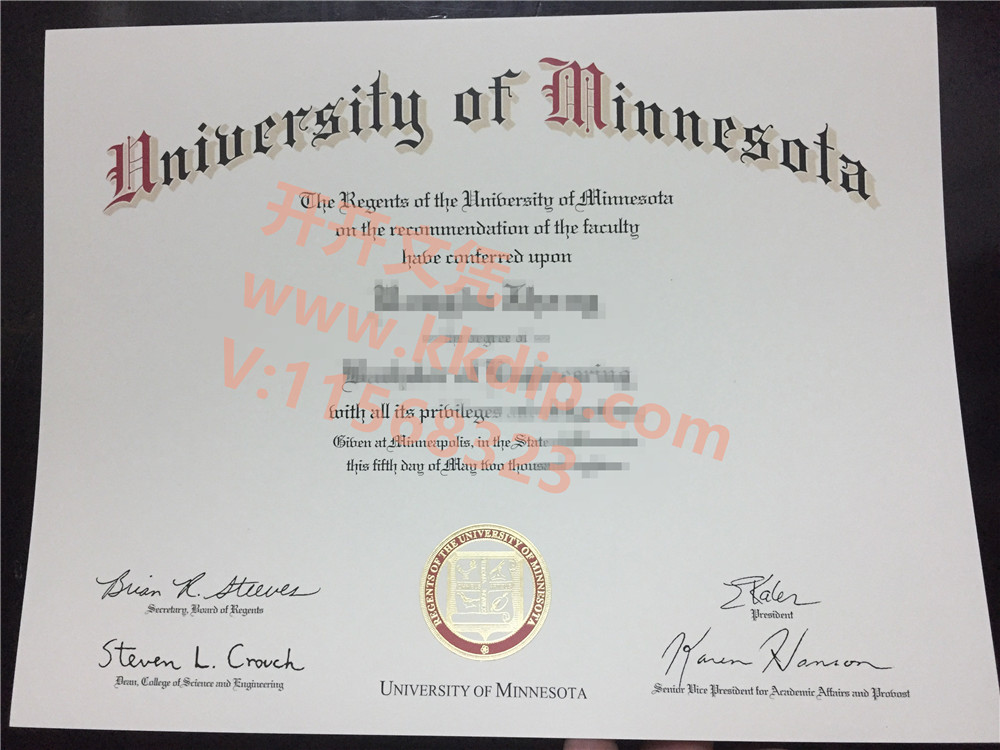 University of Minnesota
The Regents of the University of Minnesota
on the recommendation of the faculty
have conferred upon
开开文凭
www.kkdip.com
V:11568323
degree of
with all its privileges
Given at Minneapolis, in the State
this fifth day of May two
REGENTS OF THE UNIVERSITY OF MINNESOTA
Brian R. Steeves
Secretary, Board of Regents
EKaler
President
Steven L. Crouch
Dean, College of Science and Engineering
Karen Hanson
Senior Vice President for Academic Affairs and Provost
UNIVERSITY OF MINNESOTA